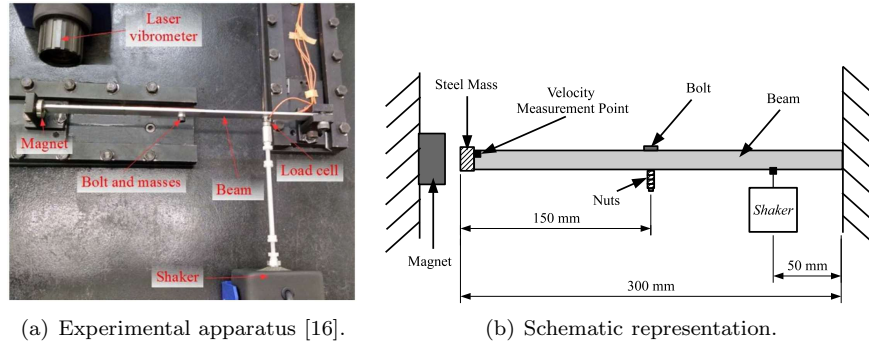 Laser
vibrometer
Magnet
Bolt and masses
Beam
Load cell
Shaker
Steel Mass
Velocity
Measurement Point
Bolt
Beam
Nuts
Shaker
150 mm
50 mm
Magnet
300 mm
(a) Experimental apparatus [16].
(b) Schematic representation.